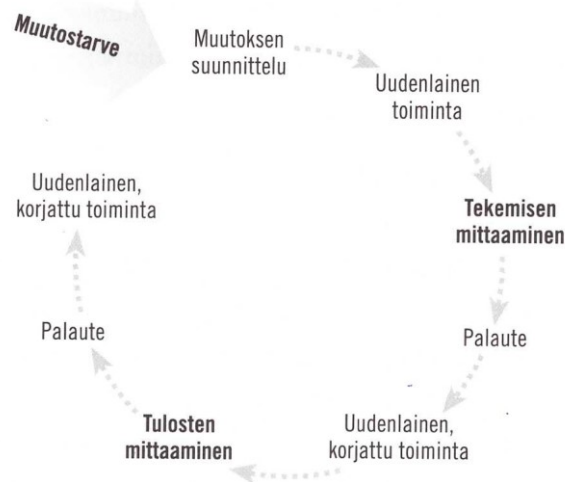 Muutostarve
Muutoksen
suunnittelu
Uudenlainen
toiminta
Tekemisen
mittaaminen
Palaute
Uudenlainen,
korjattu toiminta
Tulosten
mittaaminen
Palaute
Uudenlainen,
korjattu toiminta